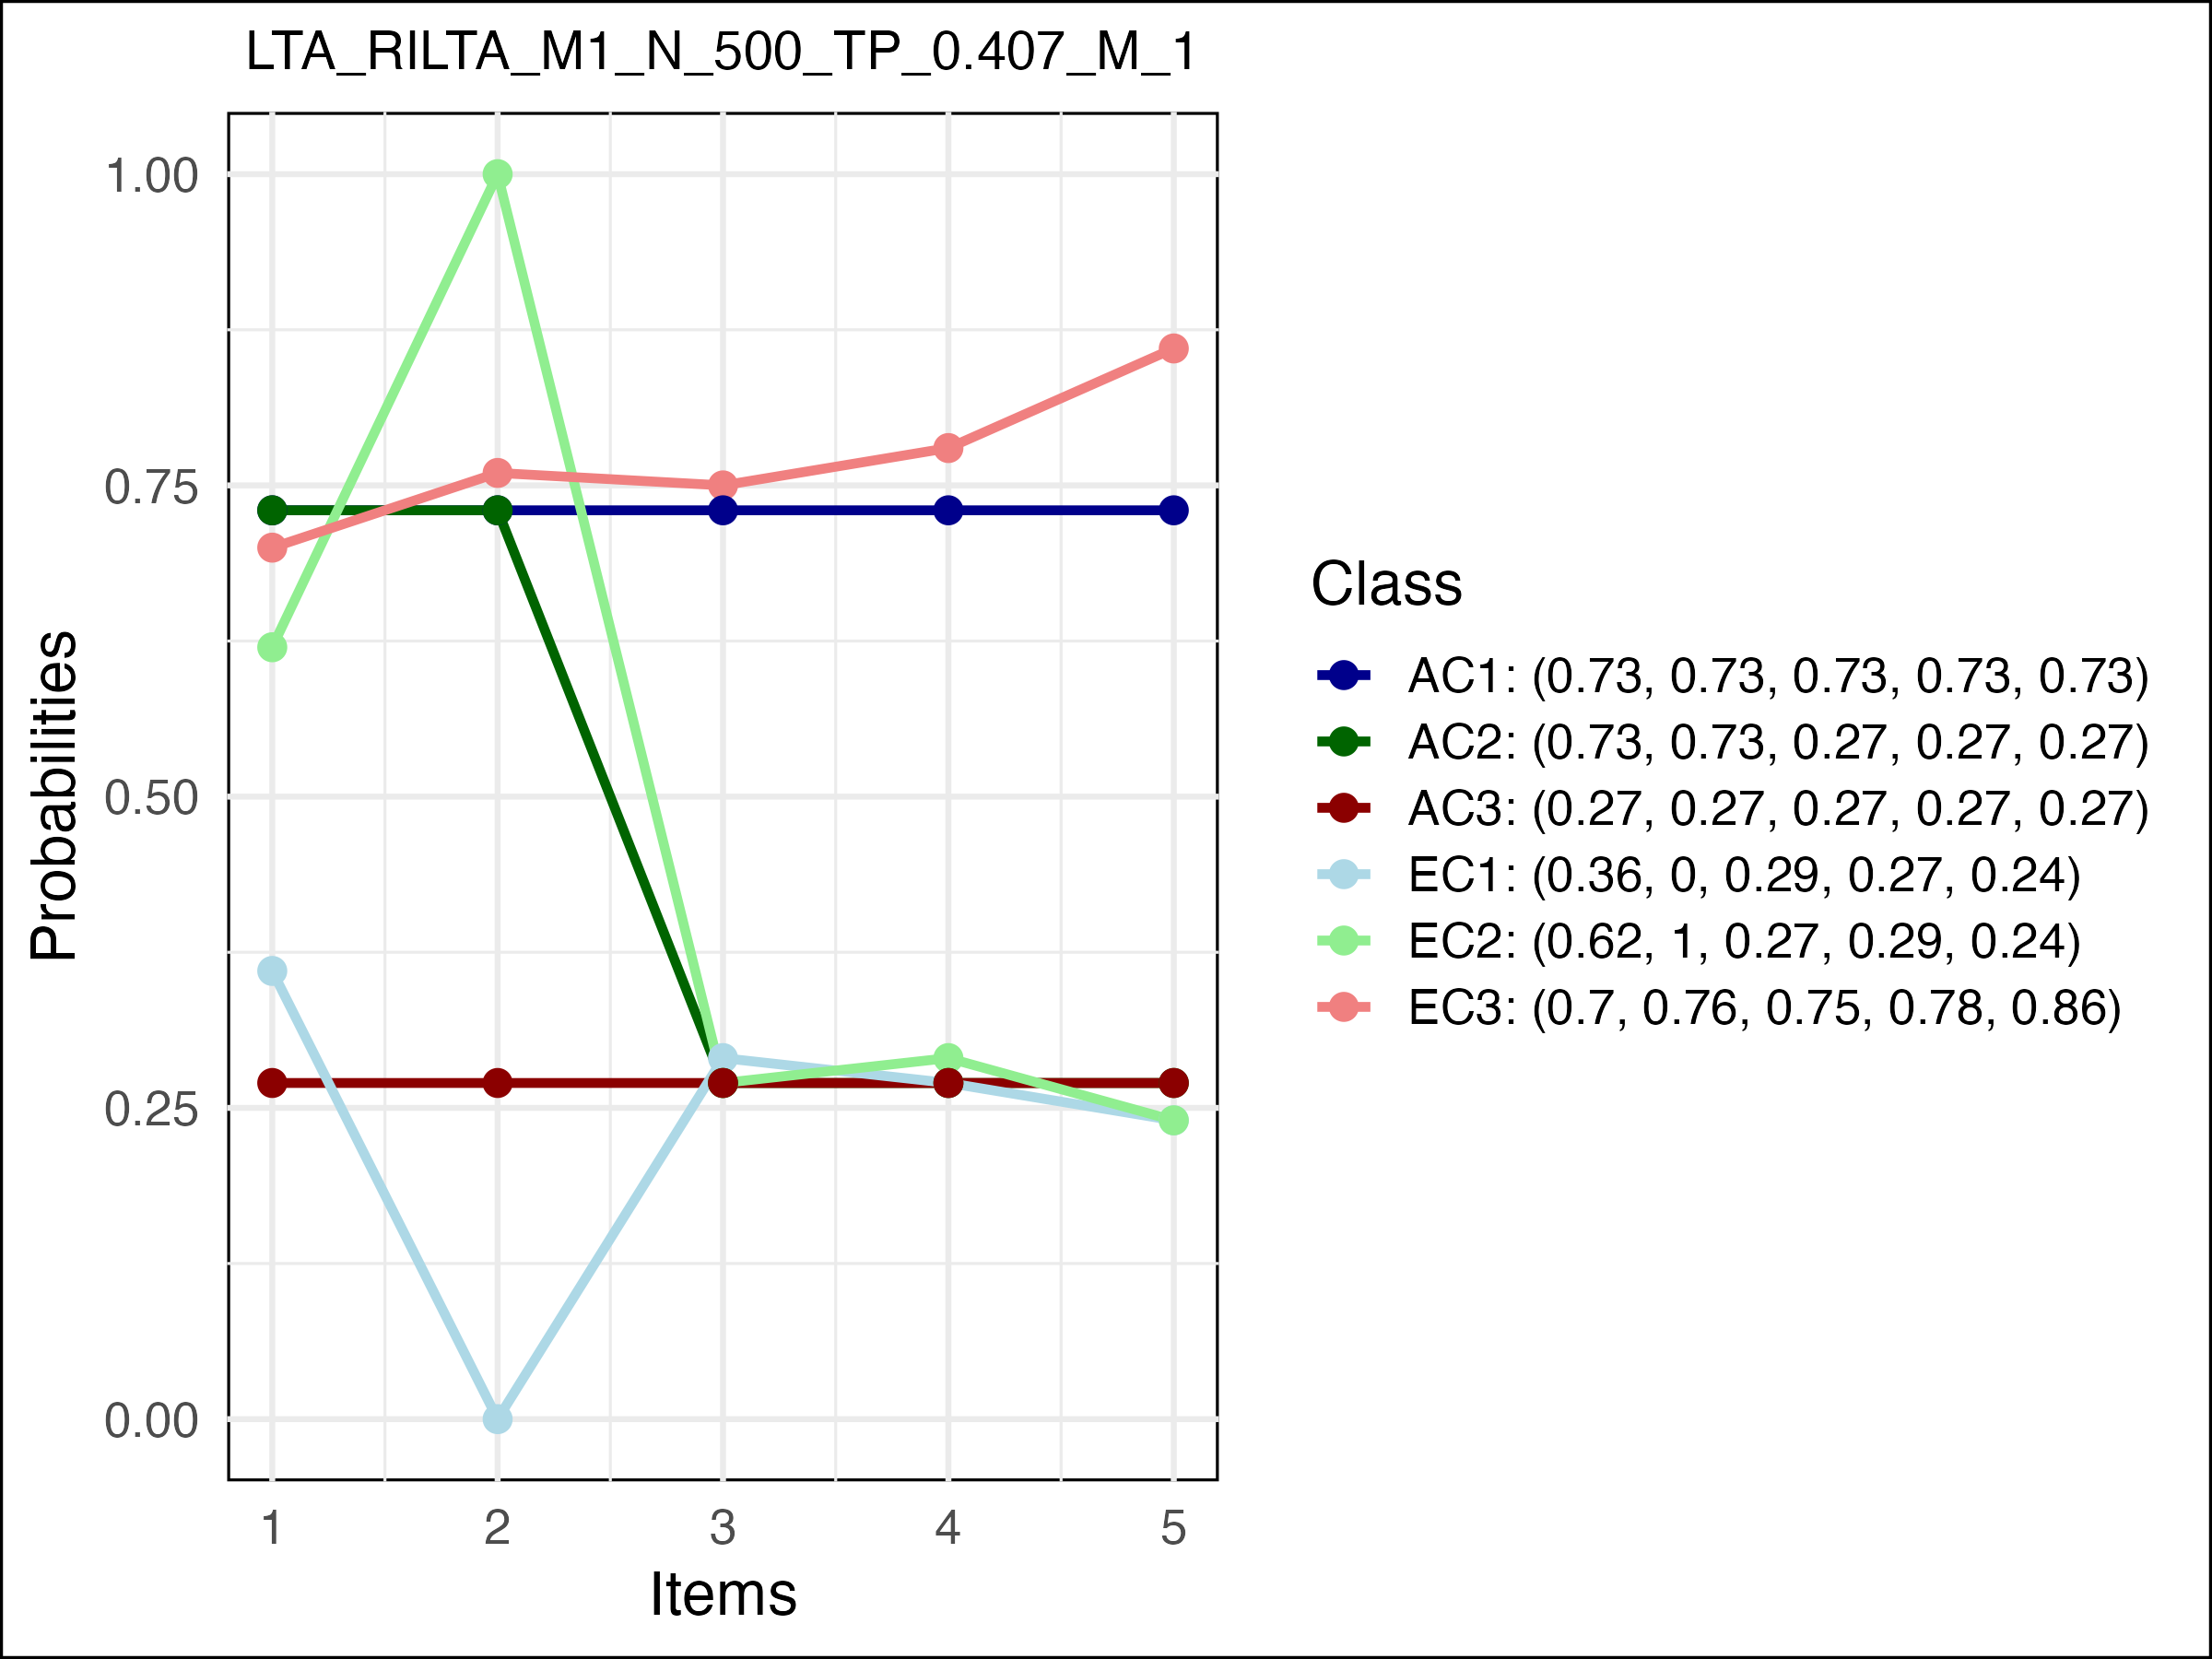 LTA_RILTA_M1_N_500_TP_0.407_M_1
1.00
0.75
0.50
0.25
0.00
Probabilities
1 2 3 4 5
Items
Class
AC1: (0.73, 0.73, 0.73, 0.73, 0.73)
AC2: (0.73, 0.73, 0.27, 0.27, 0.27)
AC3: (0.27, 0.27, 0.27, 0.27, 0.27)
EC1: (0.36, 0, 0.29, 0.27, 0.24)
EC2: (0.62, 1, 0.27, 0.29, 0.24)
EC3: (0.7, 0.76, 0.75, 0.78, 0.86)